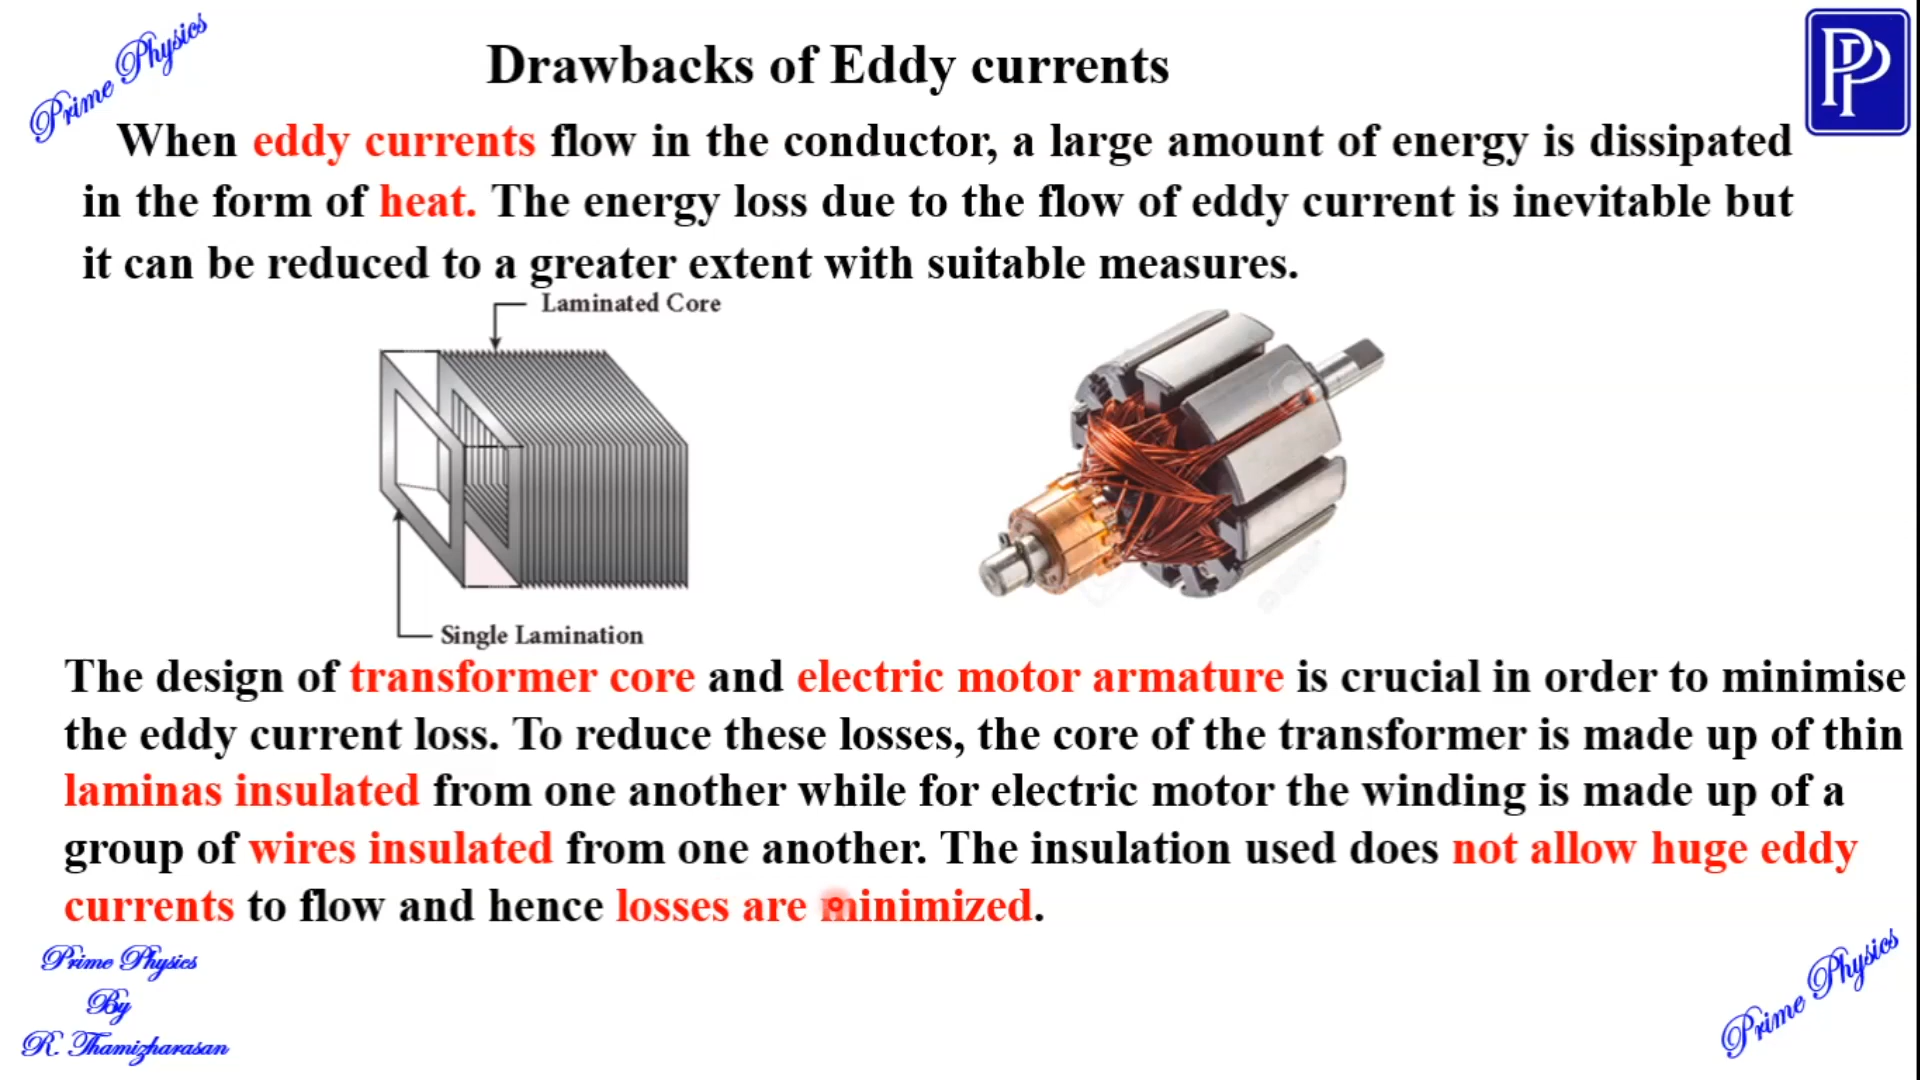 Prime Physics
Drawbacks of Eddy currents
PP
When eddy currents flow in the conductor, a large amount of energy is dissipated
in the form of heat. The energy loss due to the flow of eddy current is inevitable but
it can be reduced to a greater extent with suitable measures.
Laminated Core
Single Lamination
The design of transformer core and electric motor armature is crucial in order to minimise
the eddy current loss. To reduce these losses, the core of the transformer is made up of thin
laminas insulated from one another while for electric motor the winding is made up of a
group of wires insulated from one another. The insulation used does not allow huge eddy
currents to flow and hence losses are minimized.
Prime Physics
By
R. Thamizharasan
Prime Physics